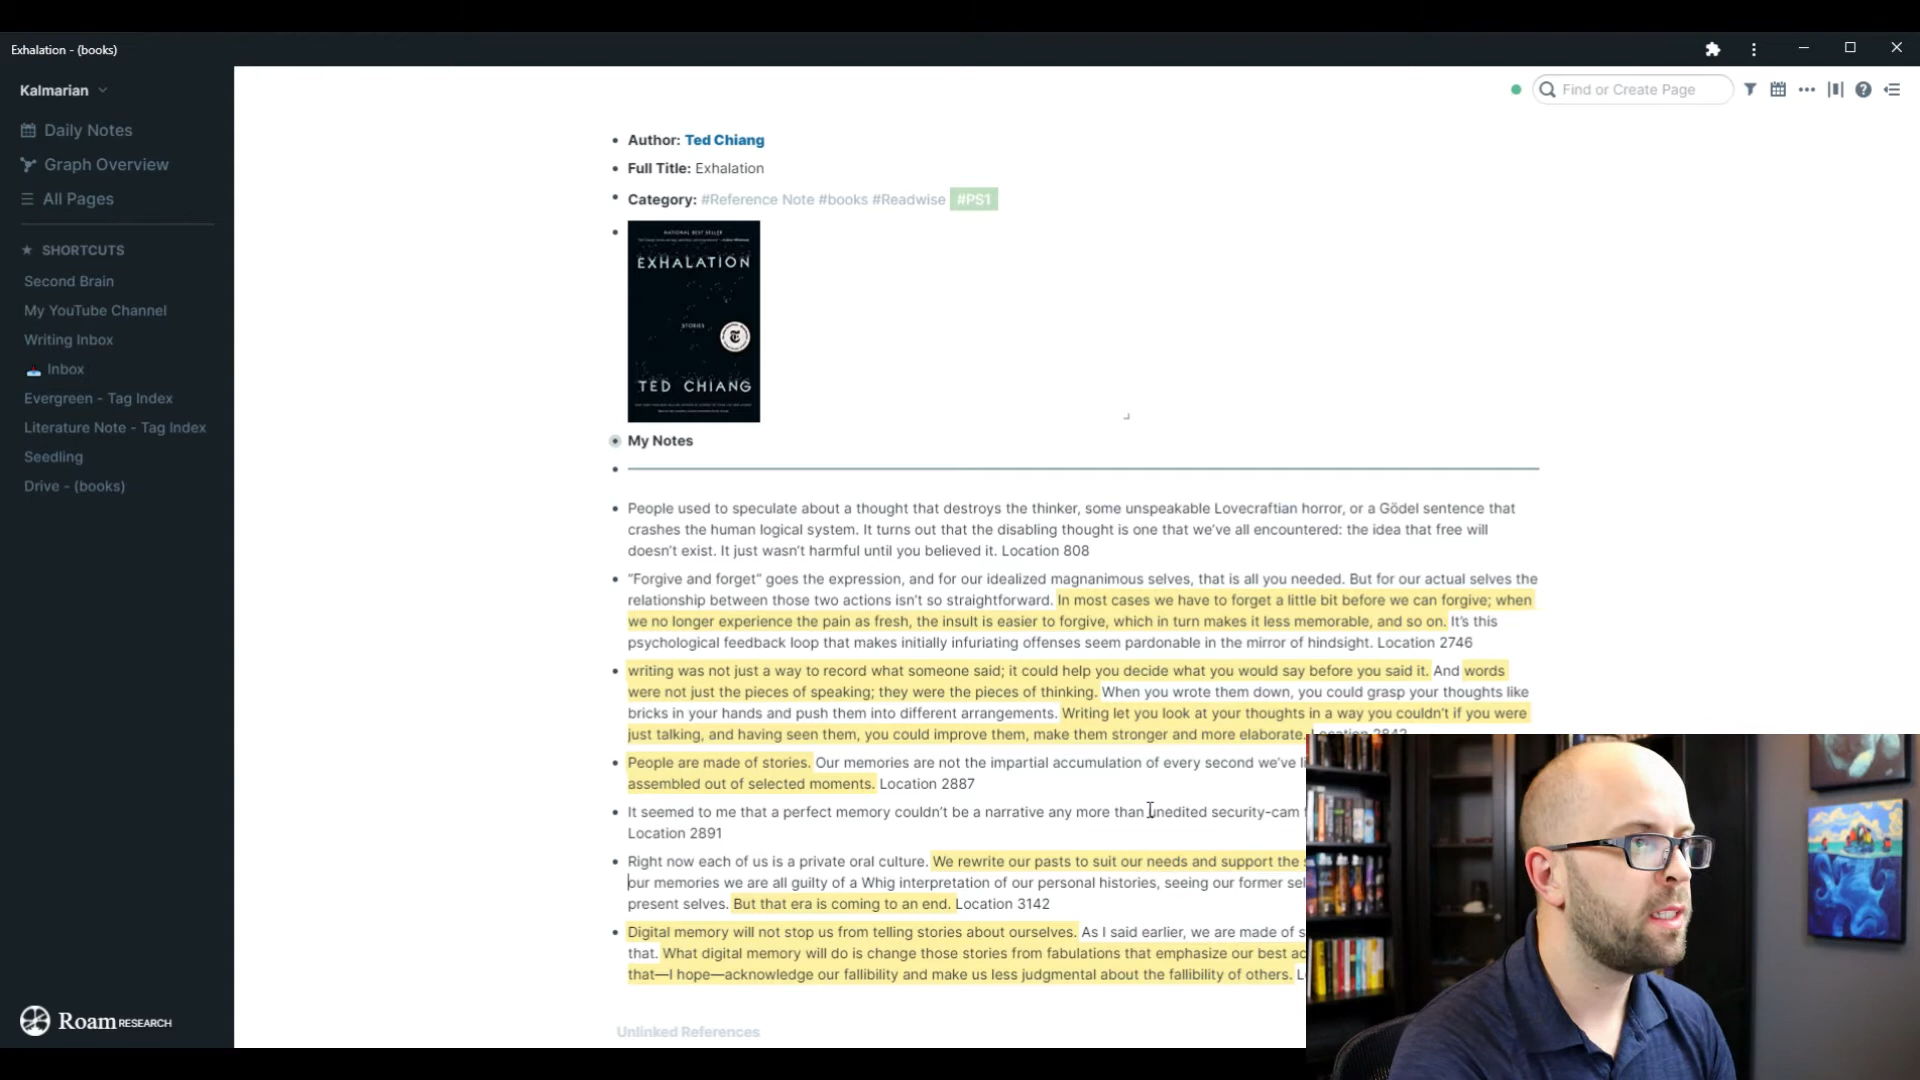 Exhalation - (books)
Kalmarian
Daily Notes
Graph Overview
All Pages
SHORTCUTS
Second Brain
My YouTube Channel
Writing Inbox
Inbox
Evergreen - Tag Index
Literature Note - Tag Index
Seedling
Drive - (books)
Roam RESEARCH
Find or Create Page
Author: Ted Chiang
Full Title: Exhalation
Category: #Reference Note #books #Readwise #PS1
NATIONAL BEST SELLER
EXHALATION
STORIES
TED CHIANG
My Notes
People used to speculate about a thought that destroys the thinker, some unspeakable Lovecraftian horror, or a Gödel sentence that
crashes the human logical system. It turns out that the disabling thought is one that we’ve all encountered: the idea that free will
doesn’t exist. It just wasn’t harmful until you believed it. Location 808
“Forgive and forget” goes the expression, and for our idealized magnanimous selves, that is all you needed. But for our actual selves the
relationship between those two actions isn’t so straightforward. In most cases we have to forget a little bit before we can forgive; when
we no longer experience the pain as fresh, the insult is easier to forgive, which in turn makes it less memorable, and so on. It’s this
psychological feedback loop that makes initially infuriating offenses seem pardonable in the mirror of hindsight. Location 2746
writing was not just a way to record what someone said; it could help you decide what you would say before you said it. And words
were not just the pieces of speaking; they were the pieces of thinking. When you wrote them down, you could grasp your thoughts like
bricks in your hands and push them into different arrangements. Writing let you look at your thoughts in a way you couldn’t if you were
just talking, and having seen them, you could improve them, make them stronger and more elaborate. Location 2842
People are made of stories. Our memories are not the impartial accumulation of every second we’ve
assembled out of selected moments. Location 2887
It seemed to me that a perfect memory couldn’t be a narrative any more than unedited security-cam
Location 2891
Right now each of us is a private oral culture. We rewrite our pasts to suit our needs and support the
our memories we are all guilty of a Whig interpretation of our personal histories, seeing our former
present selves. But that era is coming to an end. Location 3142
Digital memory will not stop us from telling stories about ourselves. As I said earlier, we are made of
that. What digital memory will do is change those stories from fabulations that emphasize our best
that—I hope—acknowledge our fallibility and make us less judgmental about the fallibility of others.
Unlinked References